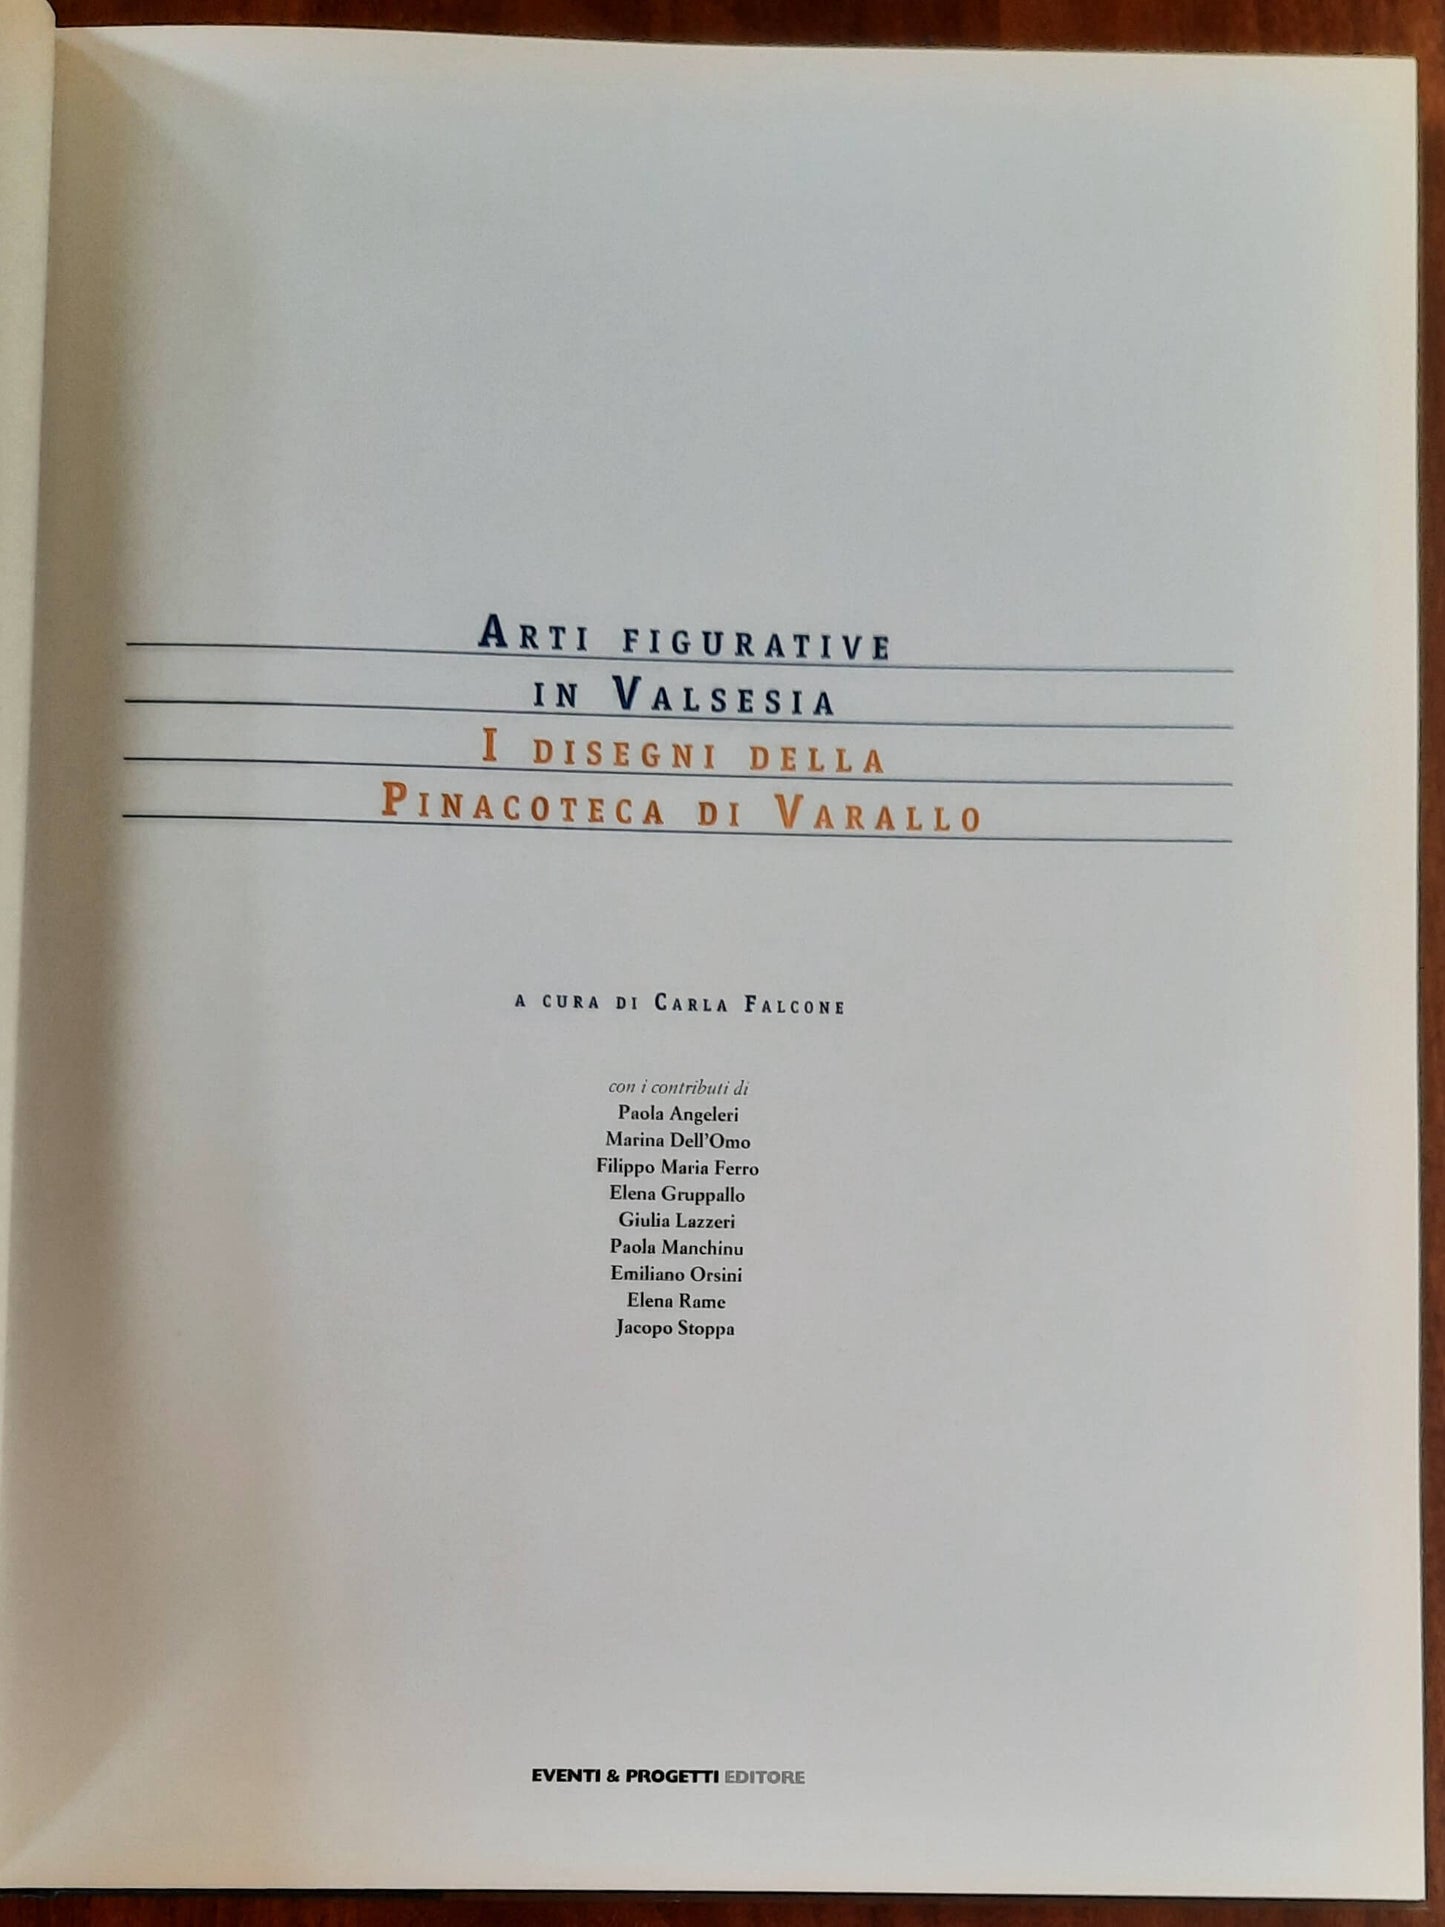 Arti figurative
in Valsesia
I disegni della
Pinacoteca di Varallo
a cura di Carla Falcone
con i contributi di
Paola Angeleri
Marina Dell'Omo
Filippo Maria Ferro
Elena Gruppallo
Giulia Lazzeri
Paola Manchinu
Emiliano Orsini
Elena Rame
Jacopo Stoppa
EVENTI & PROGETTI EDITORE